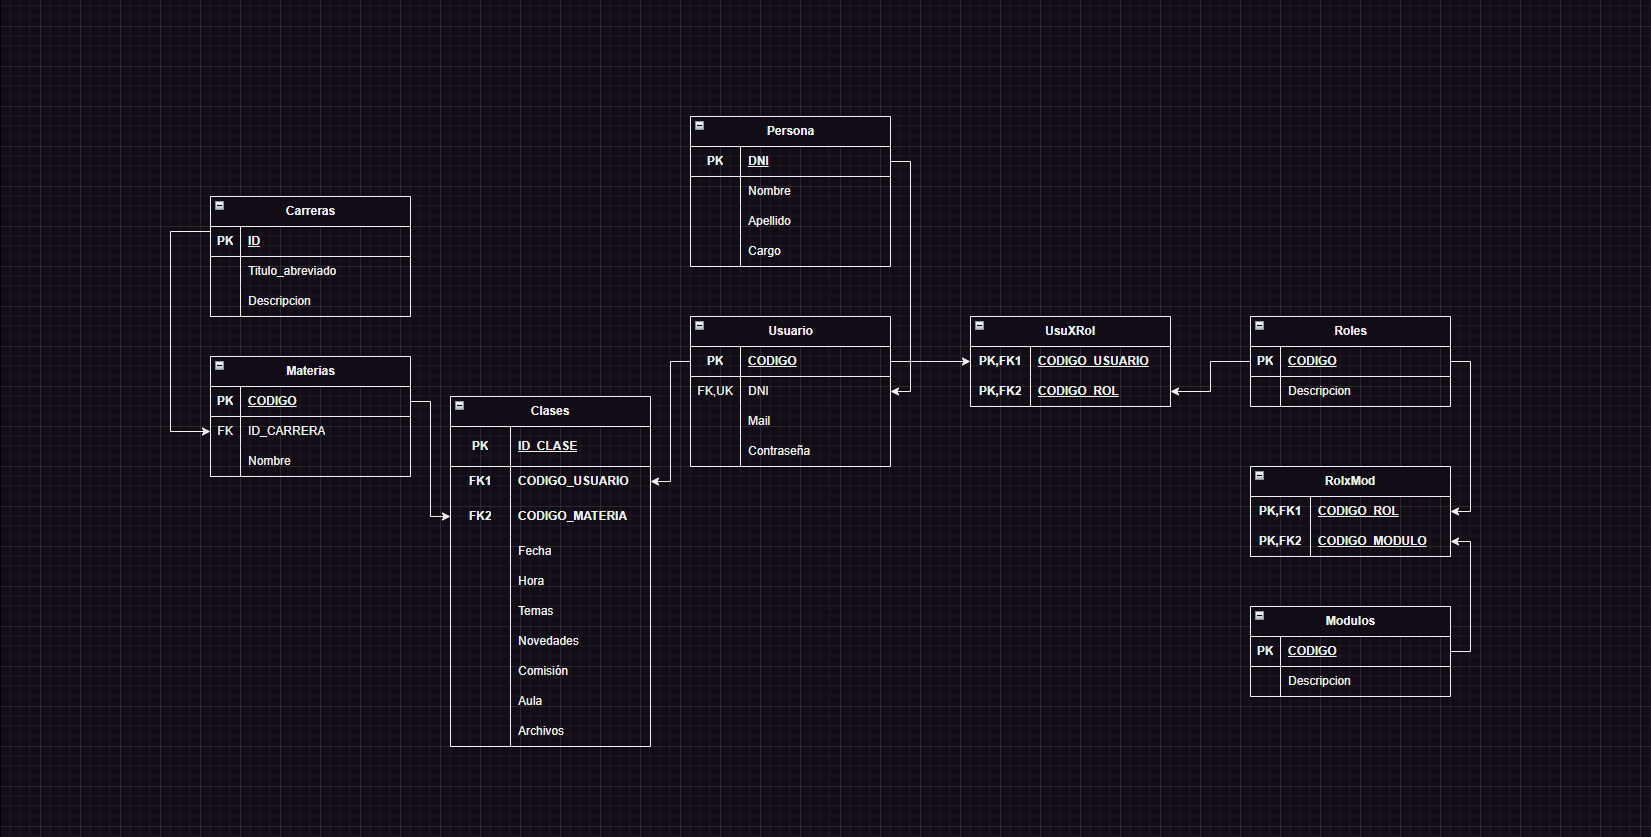 Persona
PK DNI
Nombre
Apellido
Cargo
Carreras
PK ID
Titulo_abreviado
Descripcion
Materias
PK CODIGO
FK ID_CARRERA
Nombre
Clases
PK ID_CLASE
FK1 CODIGO_USUARIO
FK2 CODIGO_MATERIA
Fecha
Hora
Temas
Novedades
Comisión
Aula
Archivos
Usuario
PK CODIGO
FK,UK DNI
Mail
Contraseña
UsuXRol
PK,FK1 CODIGO_USUARIO
PK,FK2 CODIGO_ROL
Roles
PK CODIGO
Descripcion
RolxMod
PK,FK1 CODIGO_ROL
PK,FK2 CODIGO_MODULO
Modulos
PK CODIGO
Descripcion